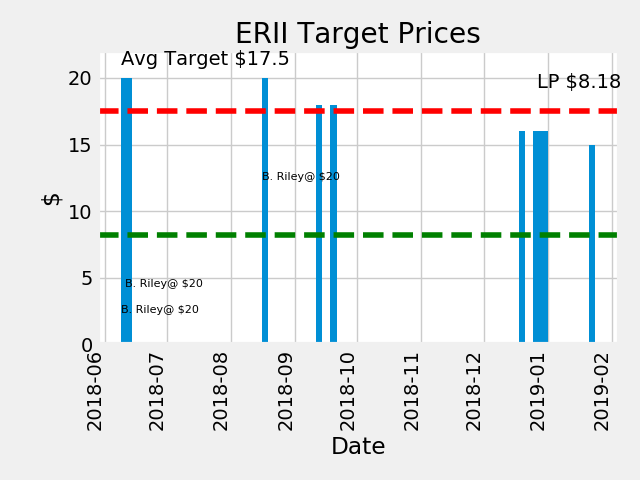 ERII Target Prices
Avg Target $17.5
LP $8.18
B. Riley@ $20
B. Riley@ $20
B. Riley@ $20
$
20
15
10
5
0
2018-06
2018-07
2018-08
2018-09
2018-10
2018-11
2018-12
2019-01
2019-02
Date